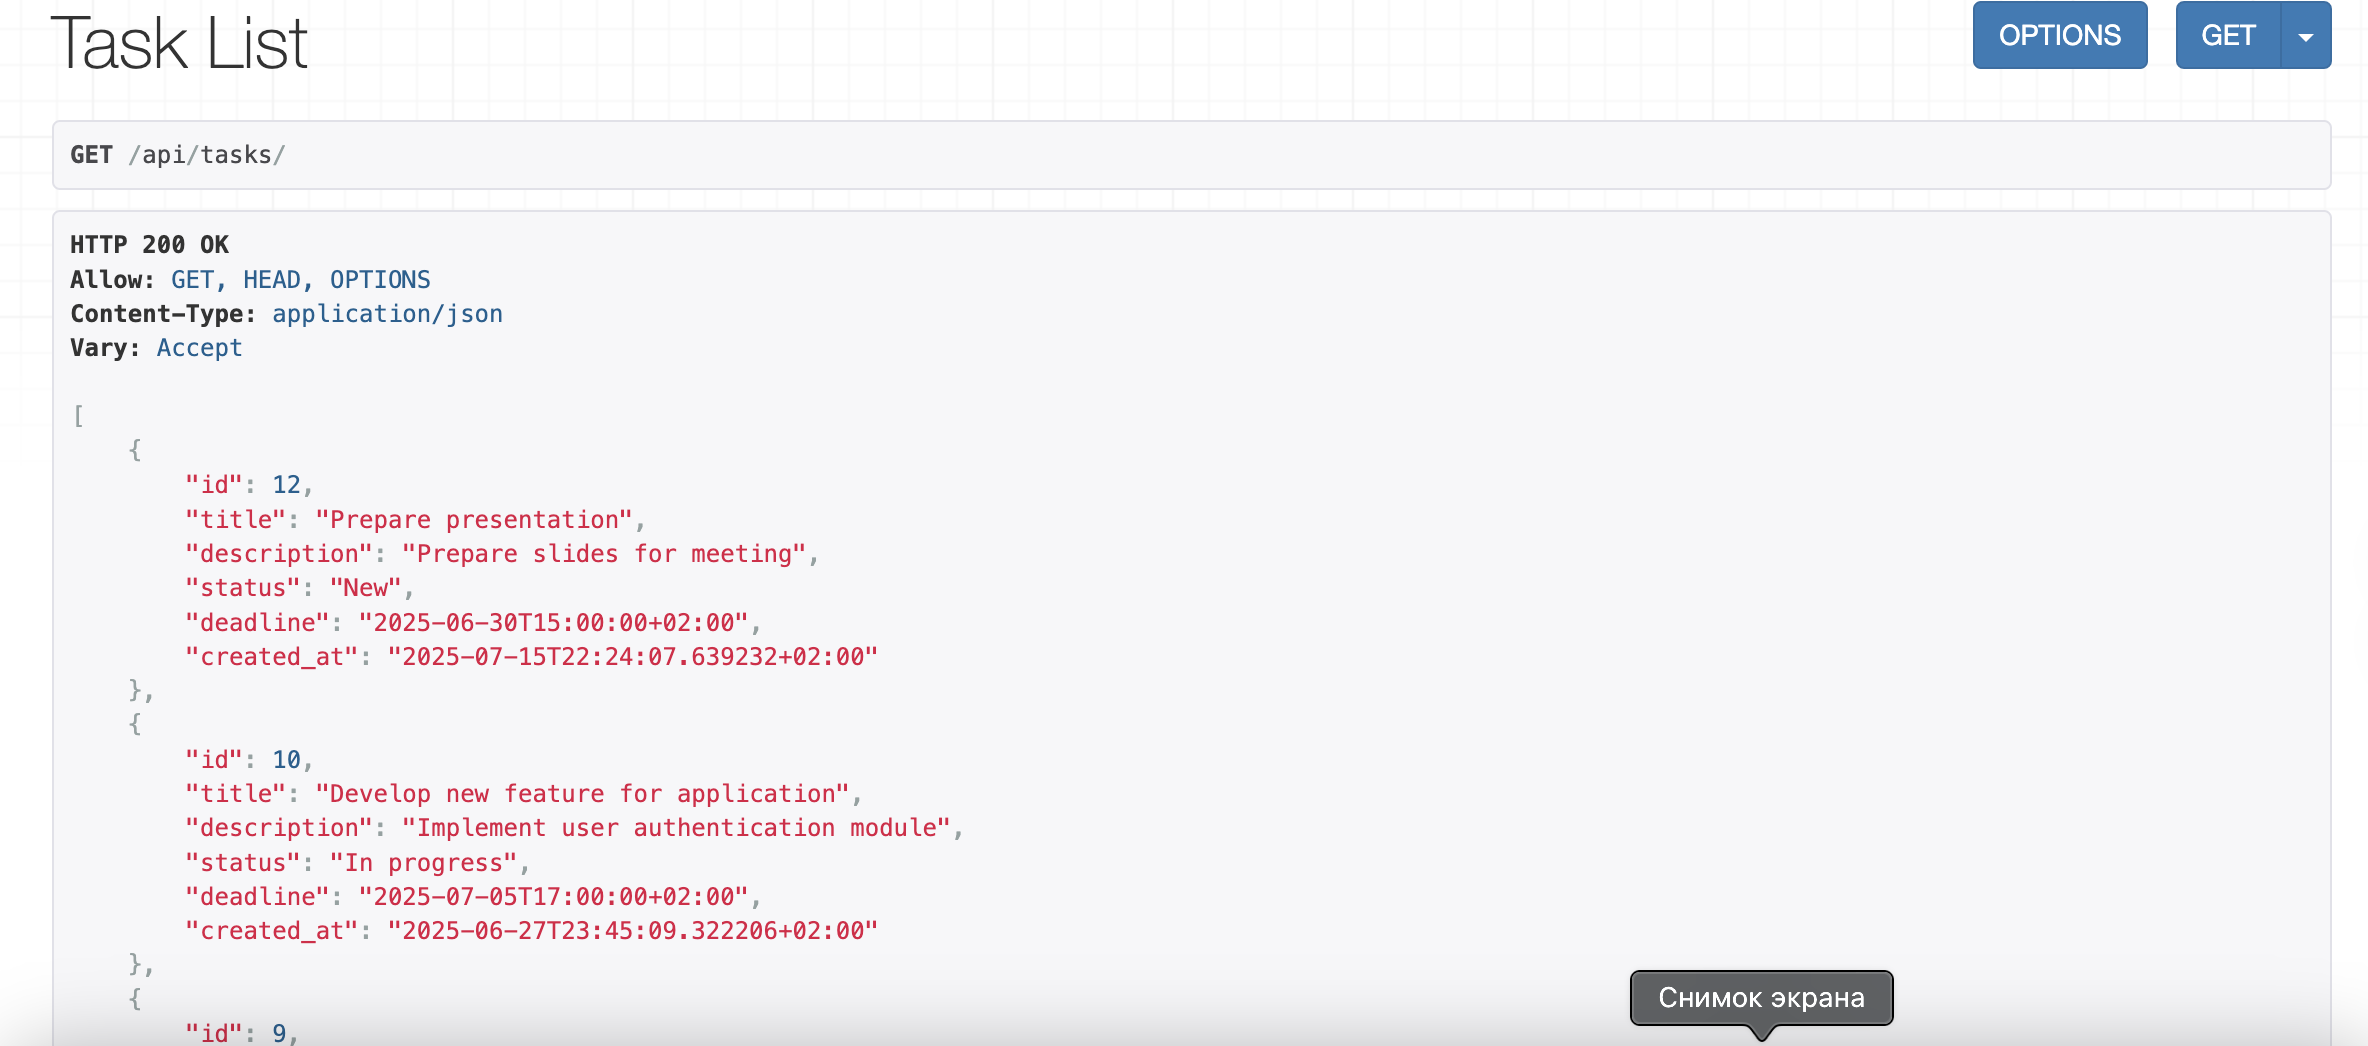 Task List
OPTIONS
GET
GET /api/tasks/
HTTP 200 OK
Allow: GET, HEAD, OPTIONS
Content-Type: application/json
Vary: Accept
[
    {
        "id": 12,
        "title": "Prepare presentation",
        "description": "Prepare slides for meeting",
        "status": "New",
        "deadline": "2025-06-30T15:00:00+02:00",
        "created_at": "2025-07-15T22:24:07.639232+02:00"
    },
    {
        "id": 10,
        "title": "Develop new feature for application",
        "description": "Implement user authentication module",
        "status": "In progress",
        "deadline": "2025-07-05T17:00:00+02:00",
        "created_at": "2025-06-27T23:45:09.322206+02:00"
    },
    {
        "id": 9,
Снимок экрана